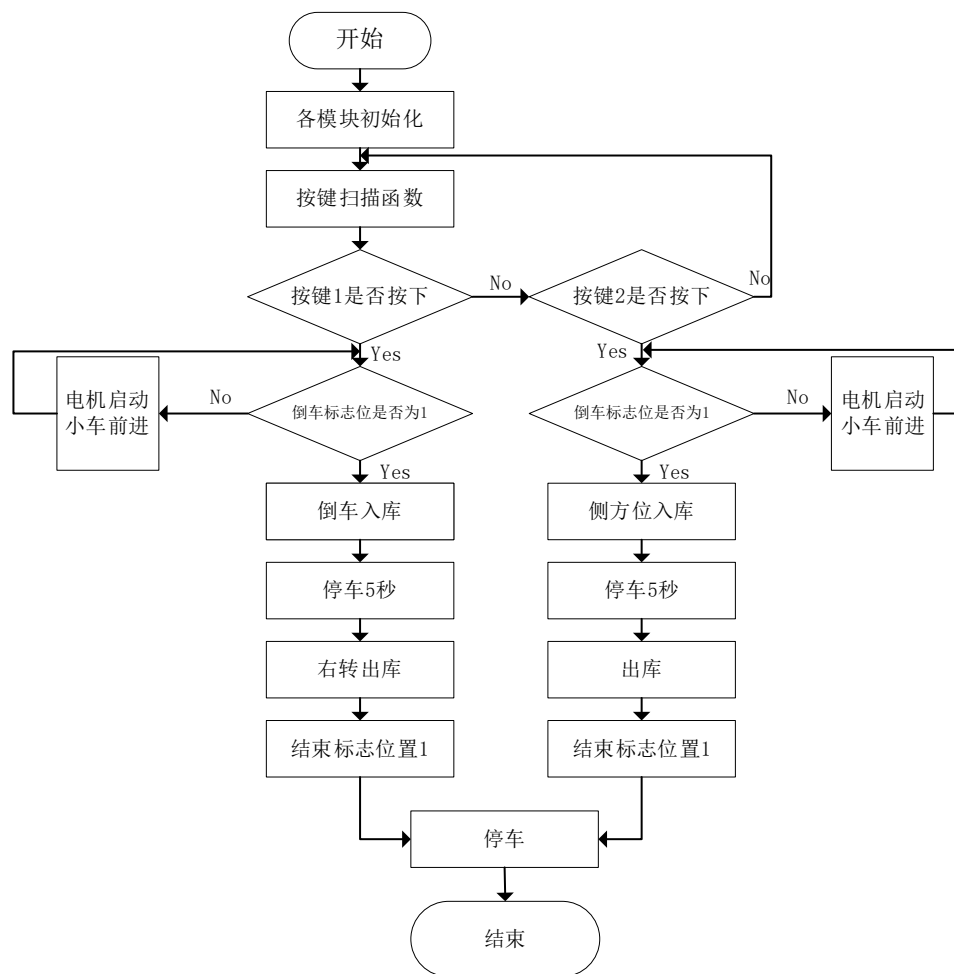 开始
各模块初始化
按键扫描函数
按键1是否按下
No
按键2是否按下
No
Yes
Yes
电机启动
小车前进
No
倒车标志位是否为1
倒车标志位是否为1
No
电机启动
小车前进
Yes
Yes
倒车入库
侧方位入库
停车5秒
停车5秒
右转出库
出库
结束标志位置1
结束标志位置1
停车
结束